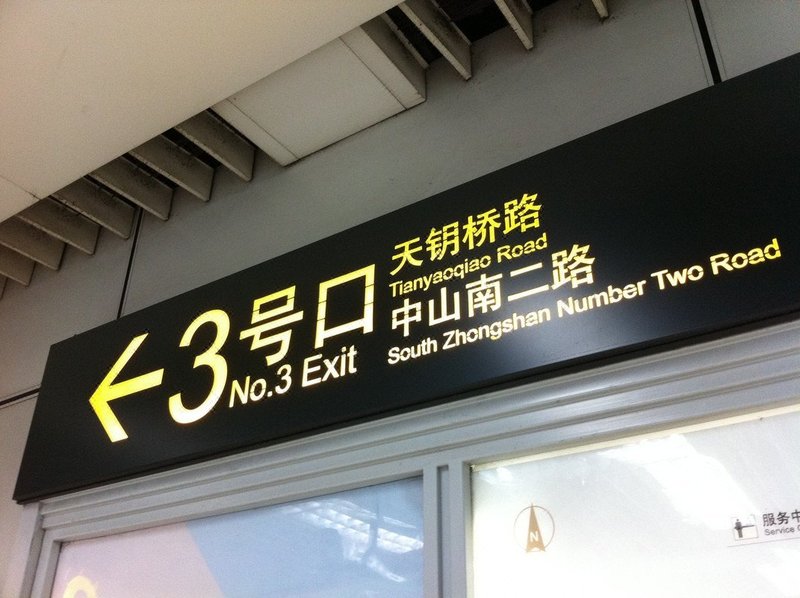 3号口
No.3 Exit
天钥桥路
Tianyaoqiao Road
中山南二路
South Zhongshan Number Two Road
N
服务中
Service